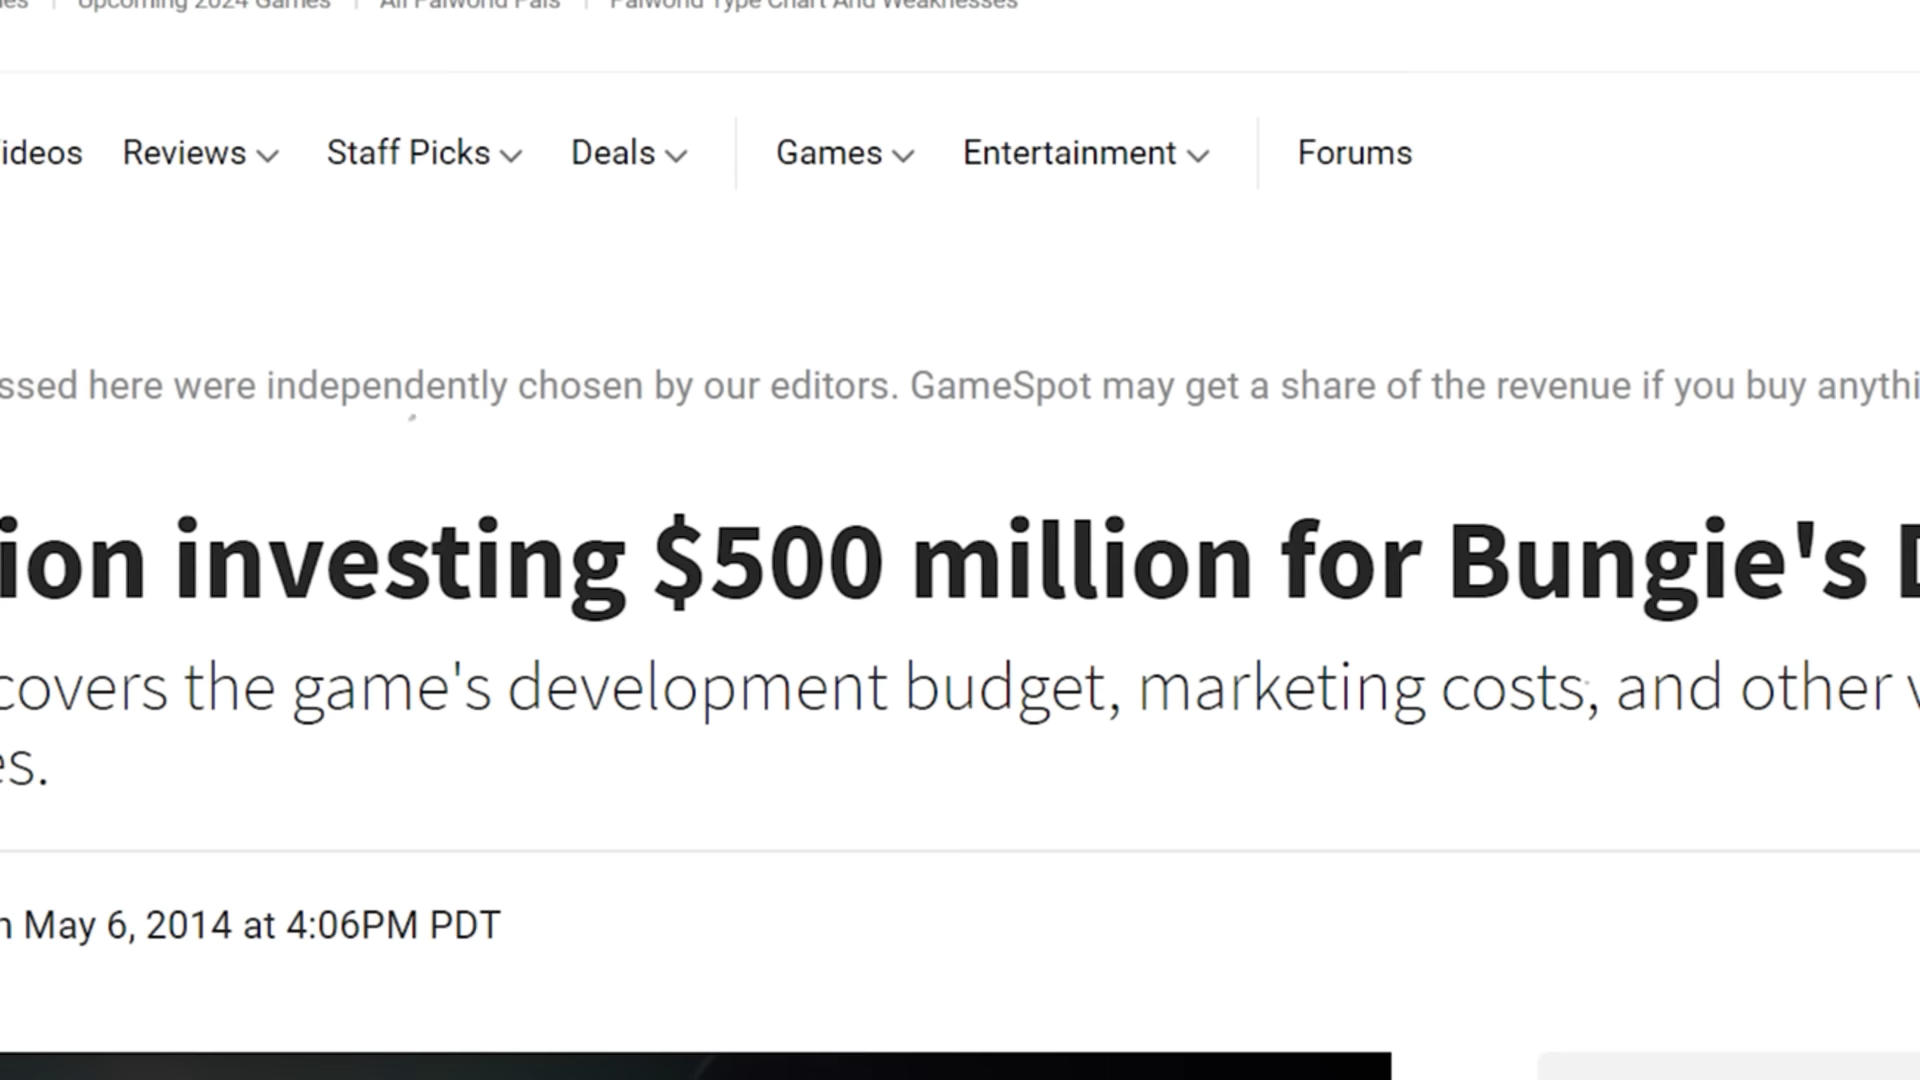 Upcoming 2024 Games | All Palworld Pals | Palworld Type Chart And Weaknesses
ideos Reviews Staff Picks Deals Games Entertainment Forums
ssed here were independently chosen by our editors. GameSpot may get a share of the revenue if you buy anythi
ion investing $500 million for Bungie's D
covers the game's development budget, marketing costs, and other v
es.
n May 6, 2014 at 4:06PM PDT